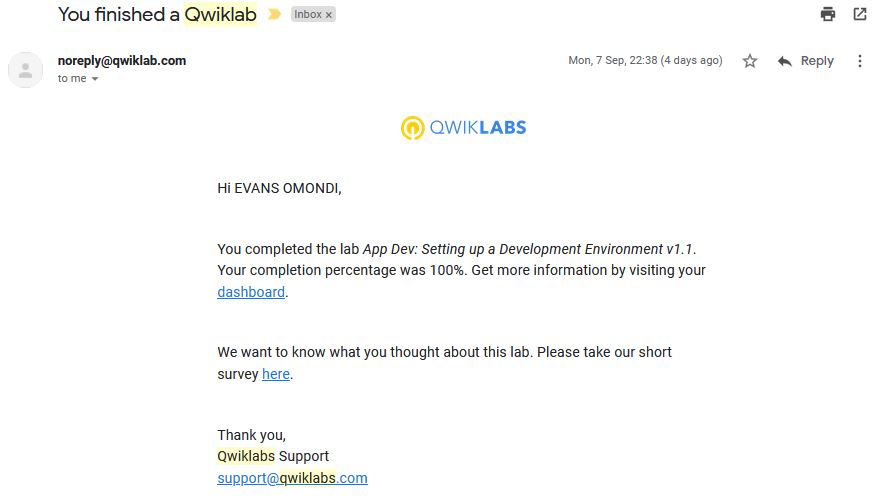 You finished a Qwiklab Inbox x
noreply@qwiklab.com Mon, 7 Sep, 22:38 (4 days ago) Reply
to me
QWIKLABS
Hi EVANS OMONDI,
You completed the lab App Dev: Setting up a Development Environment v1.1.
Your completion percentage was 100%. Get more information by visiting your
dashboard.
We want to know what you thought about this lab. Please take our short
survey here.
Thank you,
Qwiklabs Support
support@qwiklabs.com